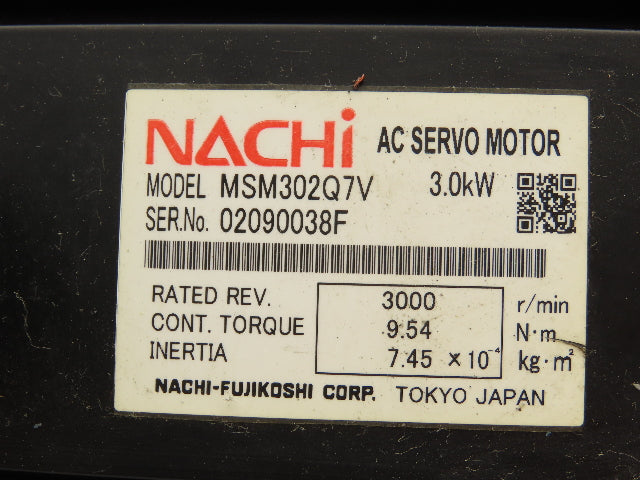 NACHi AC SERVO MOTOR
MODEL MSM302Q7V 3.0kW
SER.No. 02090038F
RATED REV. 3000 r/min
CONT. TORQUE 9.54 N·m
INERTIA 7.45 ×10⁻⁴ kg·m²
NACHI-FUJIKOSHI CORP. TOKYO JAPAN